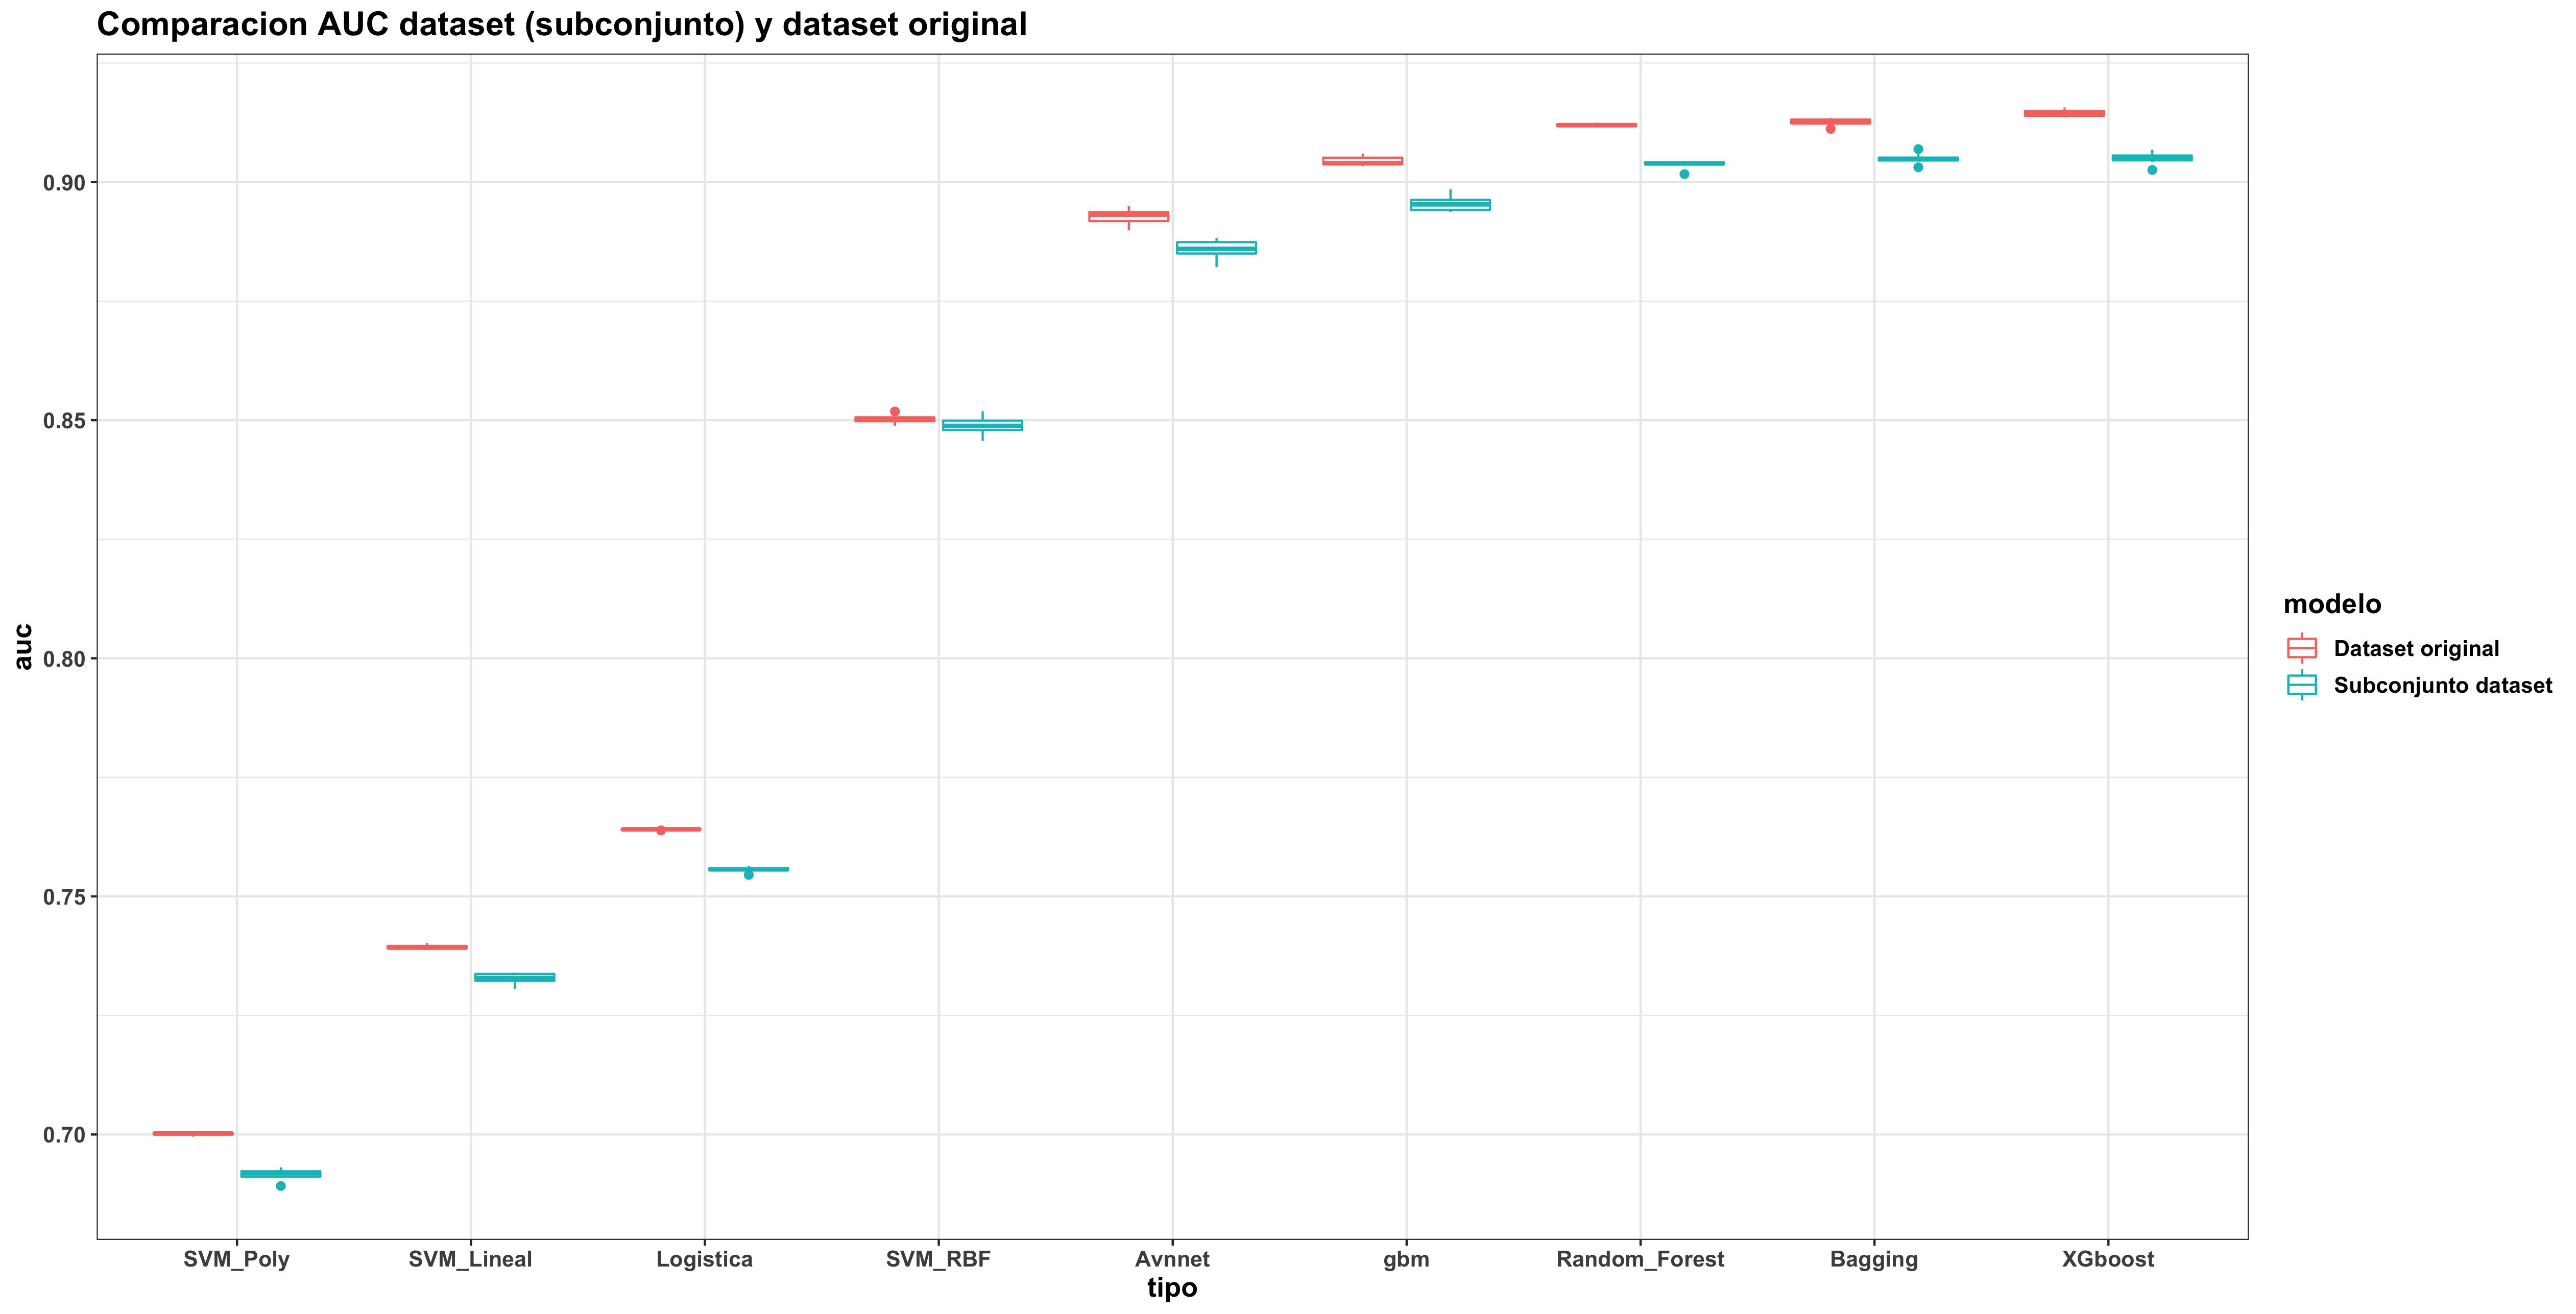 Comparacion AUC dataset (subconjunto) y dataset original
auc
0.90
0.85
0.80
0.75
0.70
SVM_Poly
SVM_Lineal
Logistica
SVM_RBF
Avnnet
gbm
Random_Forest
Bagging
XGboost
tipo
modelo
Dataset original
Subconjunto dataset